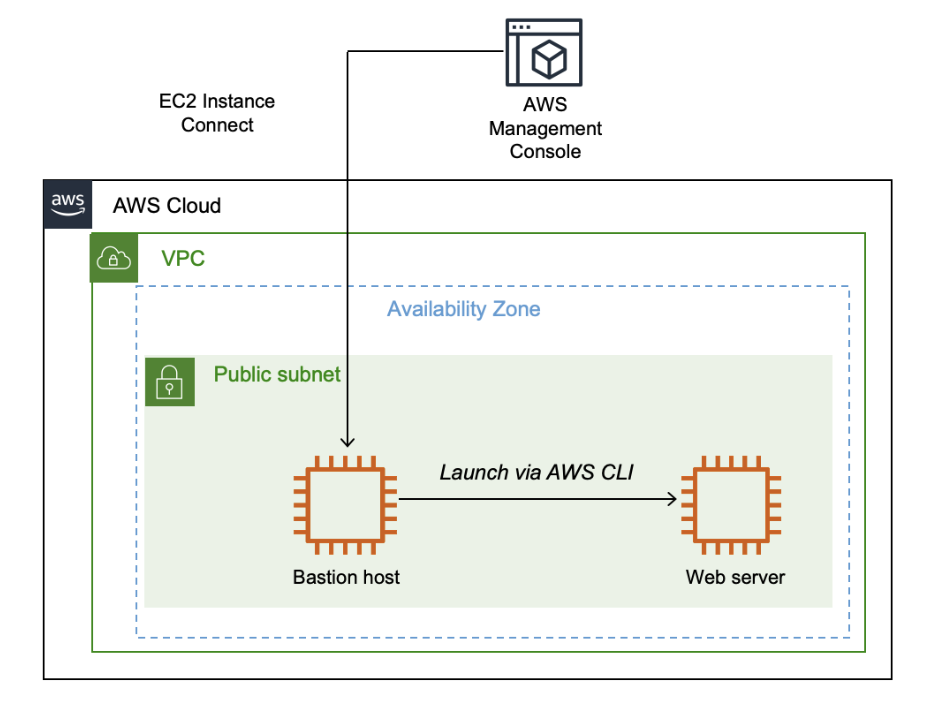 EC2 Instance
Connect
AWS
Management
Console
aws
AWS Cloud
VPC
Availability Zone
Public subnet
Launch via AWS CLI
Bastion host
Web server